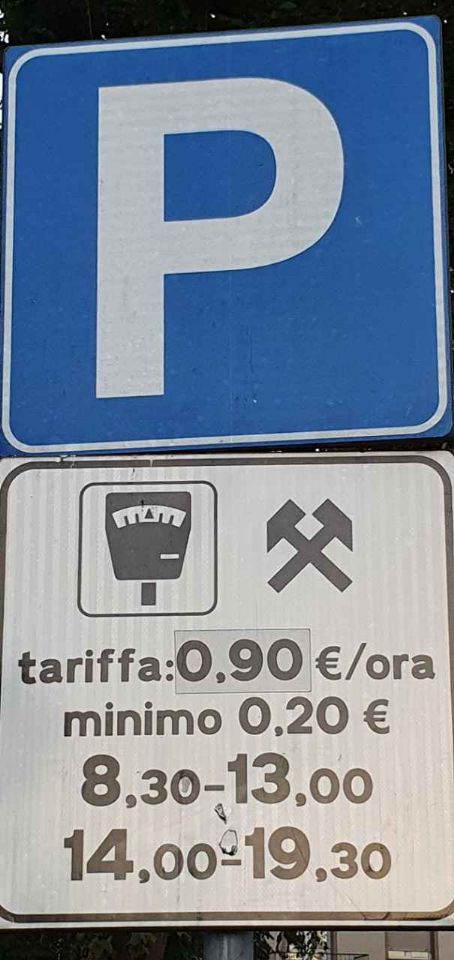 P
tariffa:0,90 €/ora
minimo 0,20 €
8,30-13,00
14,00-19,30